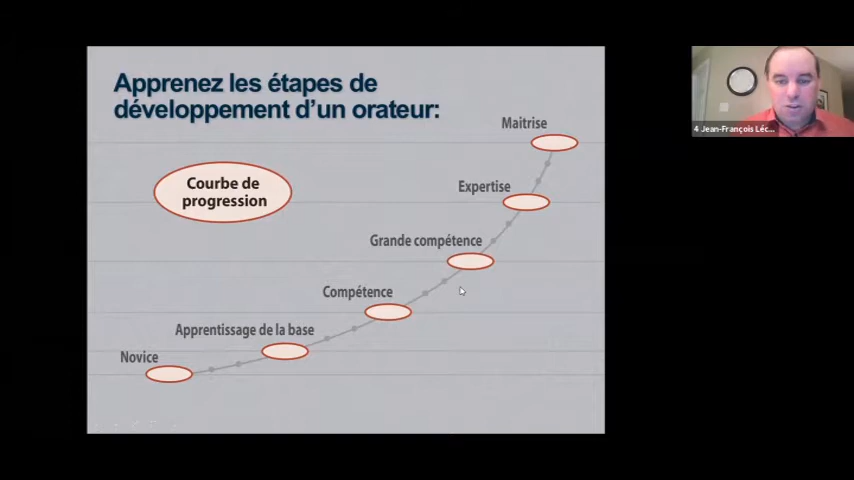 Apprenez les étapes de
développement d'un orateur:
Courbe de
progression
Maitrise
Expertise
Grande compétence
Compétence
Apprentissage de la base
Novice
4 Jean-François Léc...